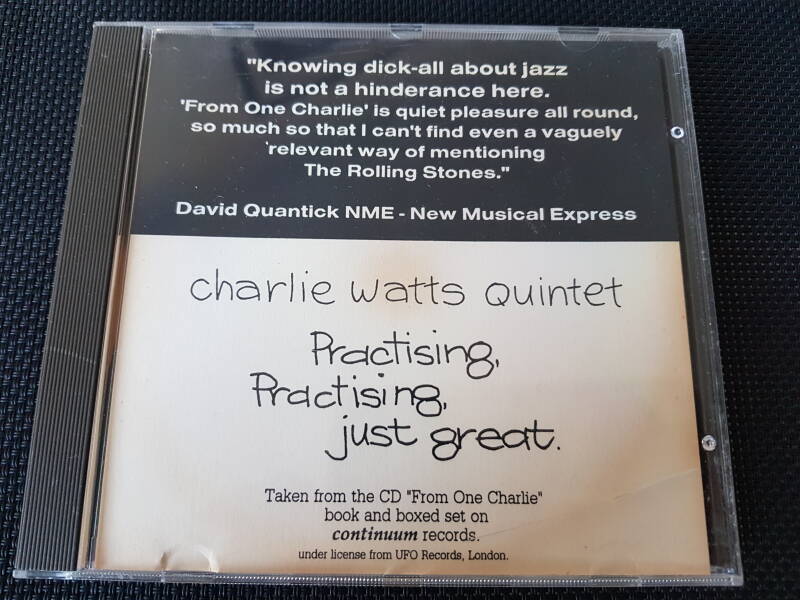 "Knowing dick-all about jazz
is not a hinderance here.
'From One Charlie' is quiet pleasure all round,
so much so that I can't find even a vaguely
relevant way of mentioning
The Rolling Stones."
David Quantick NME - New Musical Express
charlie watts Quintet
Practising,
Practising,
just great.
Taken from the CD "From One Charlie"
book and boxed set on
continuum records.
under license from UFO Records, London.